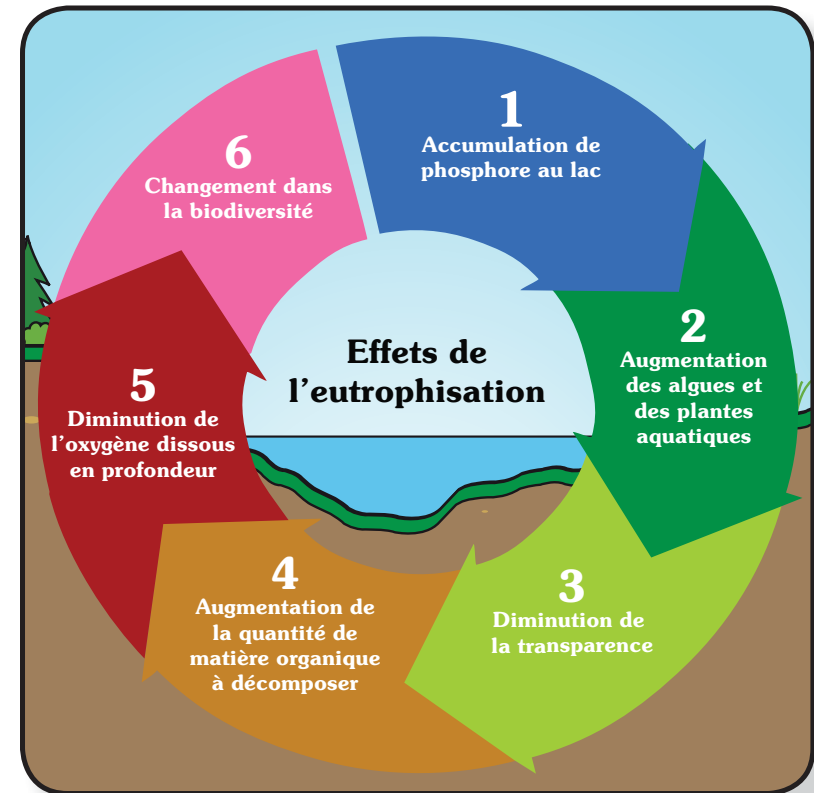 Effets de
l'eutrophisation
1
Accumulation de
phosphore au lac
2
Augmentation
des algues et
des plantes
aquatiques
3
Diminution de
la transparence
4
Augmentation de
la quantité de
matière organique
à décomposer
5
Diminution de
l'oxygène dissous
en profondeur
6
Changement dans
la biodiversité